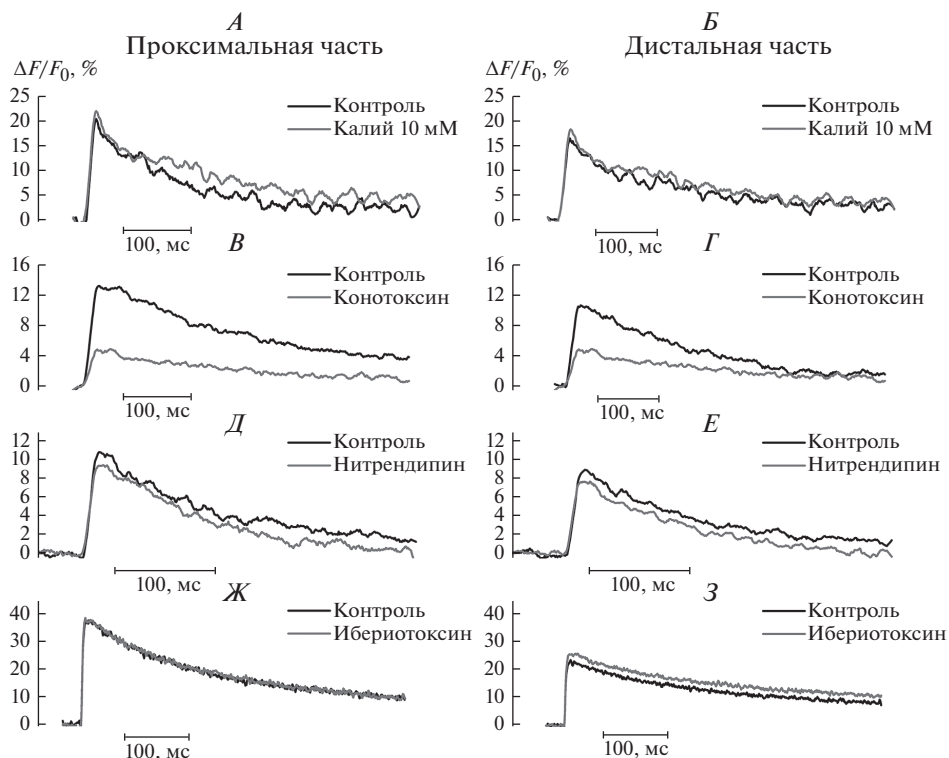 А
Проксимальная часть
Б
Дистальная часть
ΔF/F₀, %
25
20
15
10
5
0
Контроль
Калий 10 мМ
100, мс
ΔF/F₀, %
25
20
15
10
5
0
Контроль
Калий 10 мМ
100, мс
В
16
12
8
4
0
Контроль
Конотоксин
100, мс
Г
16
12
8
4
0
Контроль
Конотоксин
100, мс
Д
12
10
8
6
4
2
0
Контроль
Нитрендипин
100, мс
Е
12
10
8
6
4
2
0
Контроль
Нитрендипин
100, мс
Ж
40
30
20
10
0
Контроль
Ибериотоксин
100, мс
З
40
30
20
10
0
Контроль
Ибериотоксин
100, мс